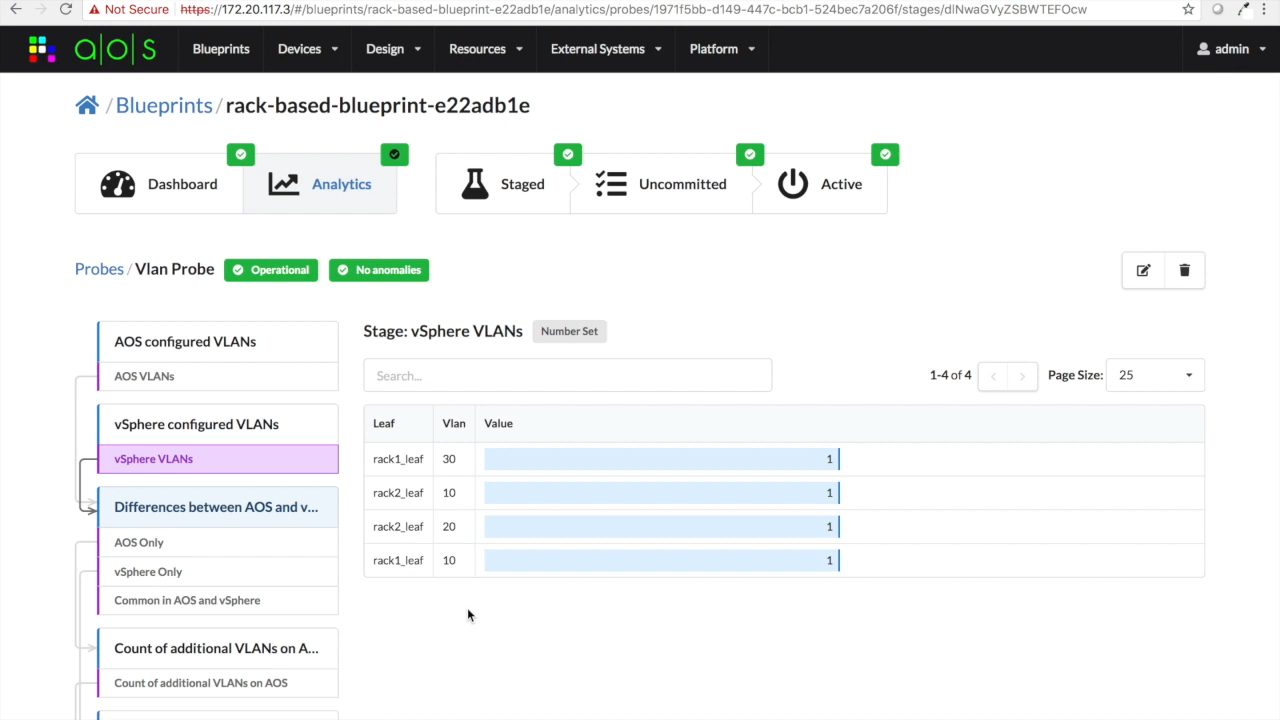 Not Secure https://172.20.117.3/#/blueprints/rack-based-blueprint-e22adb1e/analytics/probes/1971f5bb-d149-447c-bcb1-524bec7a206f/stages/dlNwaGVyZSBWTEFOcw
aos Blueprints Devices Design Resources External Systems Platform admin
/ Blueprints / rack-based-blueprint-e22adb1e
Dashboard Analytics Staged Uncommitted Active
Probes / Vlan Probe Operational No anomalies
AOS configured VLANs
AOS VLANs
vSphere configured VLANs
vSphere VLANs
Differences between AOS and v...
AOS Only
vSphere Only
Common in AOS and vSphere
Count of additional VLANs on A...
Count of additional VLANs on AOS
Stage: vSphere VLANs Number Set
Search... 1-4 of 4 Page Size: 25
Leaf Vlan Value
rack1_leaf 30 1
rack2_leaf 10 1
rack2_leaf 20 1
rack1_leaf 10 1